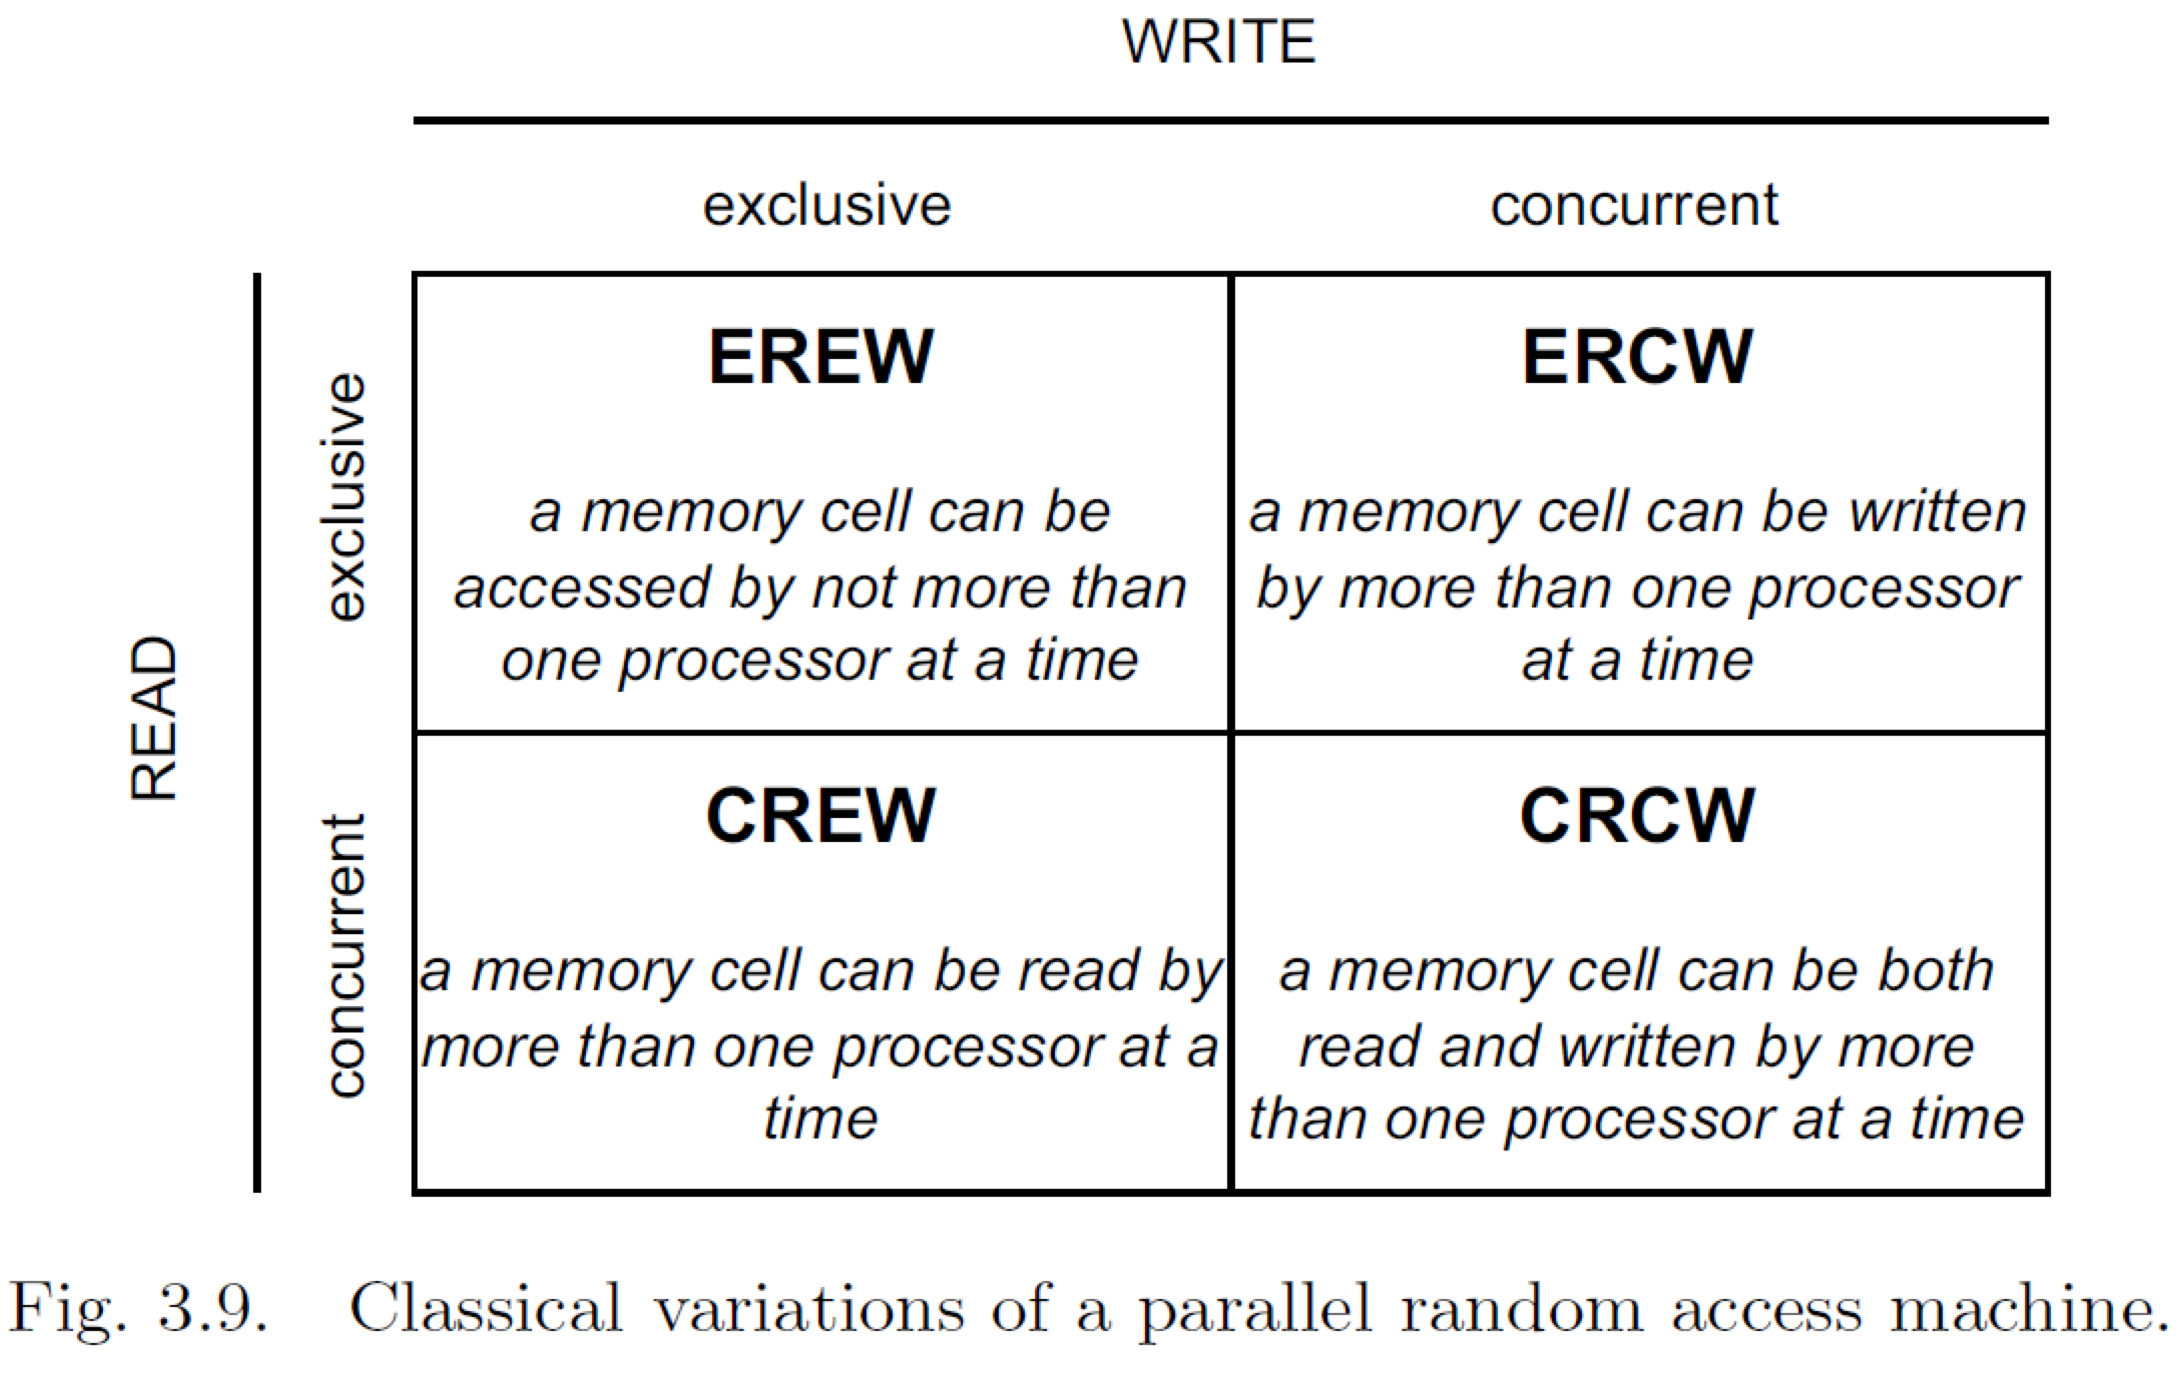 WRITE
exclusive concurrent
READ
exclusive
EREW
a memory cell can be
accessed by not more than
one processor at a time
ERCW
a memory cell can be written
by more than one processor
at a time
concurrent
CREW
a memory cell can be read by
more than one processor at a
time
CRCW
a memory cell can be both
read and written by more
than one processor at a time
Fig. 3.9. Classical variations of a parallel random access machine.